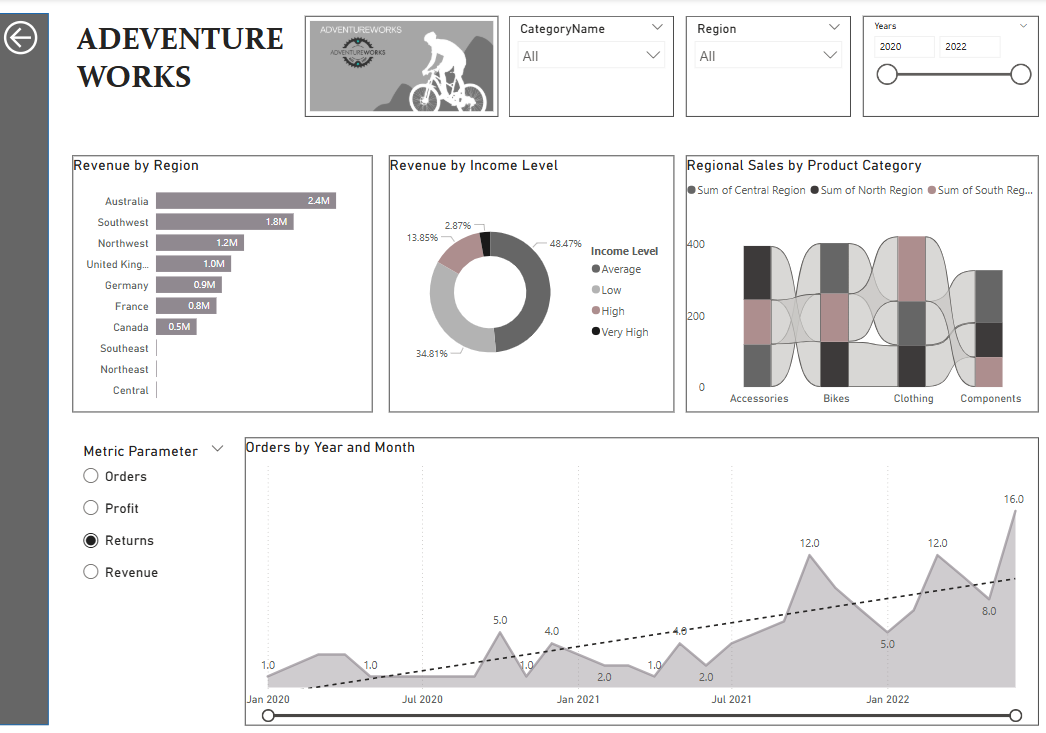 ADEVENTURE
WORKS
ADVENTUREWORKS
ADVENTUREWORKS
CategoryName
All
Region
All
Years
2020
2022
Revenue by Region
Australia
2.4M
Southwest
1.8M
Northwest
1.2M
United King...
1.0M
Germany
0.9M
France
0.8M
Canada
0.5M
Southeast
Northeast
Central
Revenue by Income Level
2.87%
13.85%
48.47%
34.81%
Income Level
Average
Low
High
Very High
Regional Sales by Product Category
Sum of Central Region
Sum of North Region
Sum of South Reg...
400
200
0
Accessories
Bikes
Clothing
Components
Metric Parameter
Orders
Profit
Returns
Revenue
Orders by Year and Month
1.0
1.0
5.0
1.0
4.0
2.0
1.0
4.0
2.0
12.0
5.0
12.0
8.0
16.0
Jan 2020
Jul 2020
Jan 2021
Jul 2021
Jan 2022